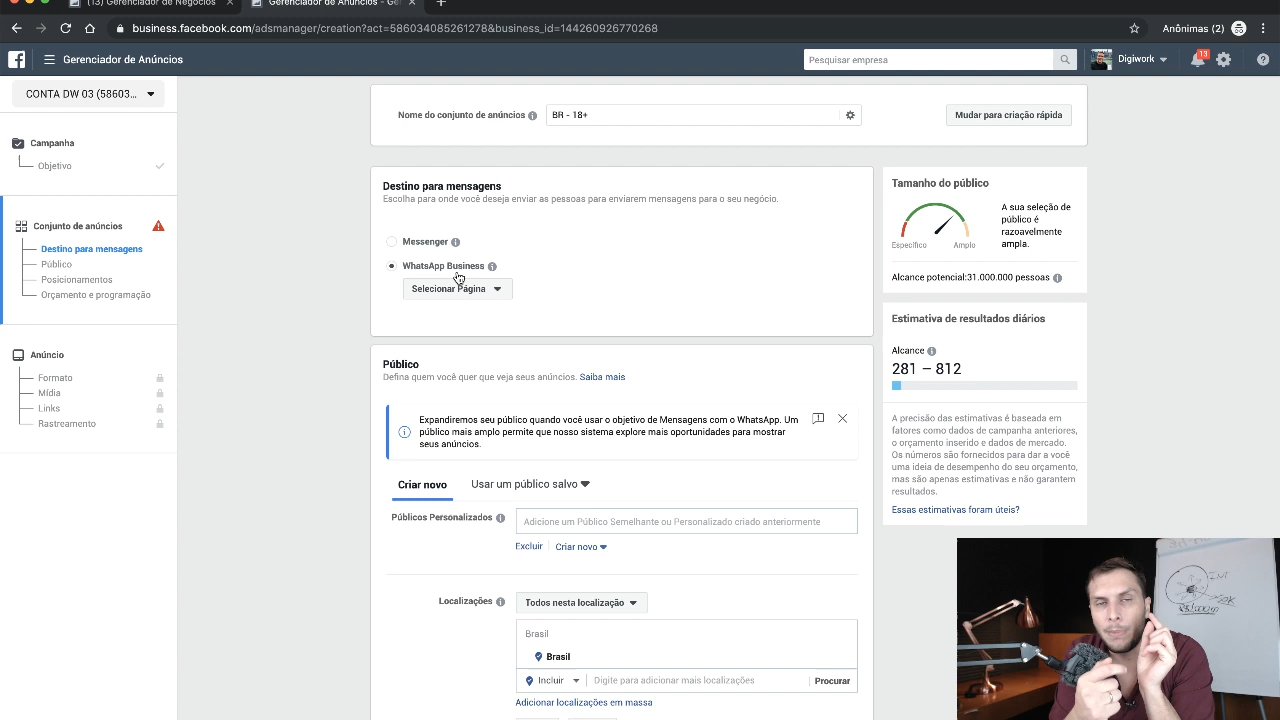 (13) Gerenciador de Negócios
Gerenciador de Anúncios - Ge
business.facebook.com/adsmanager/creation?act=586034085261278&business_id=144260926770268
Anônimas (2)
Gerenciador de Anúncios
Pesquisar empresa
Digiwork
13
CONTA DW 03 (58603...
Campanha
Objetivo
Conjunto de anúncios
Destino para mensagens
Público
Posicionamentos
Orçamento e programação
Anúncio
Formato
Mídia
Links
Rastreamento
Nome do conjunto de anúncios
BR - 18+
Mudar para criação rápida
Destino para mensagens
Escolha para onde você deseja enviar as pessoas para enviarem mensagens para o seu negócio.
Messenger
WhatsApp Business
Selecionar Página
Público
Defina quem você quer que veja seus anúncios. Saiba mais
Expandiremos seu público quando você usar o objetivo de Mensagens com o WhatsApp. Um
público mais amplo permite que nosso sistema explore mais oportunidades para mostrar
seus anúncios.
Criar novo
Usar um público salvo
Públicos Personalizados
Adicione um Público Semelhante ou Personalizado criado anteriormente
Excluir
Criar novo
Localizações
Todos nesta localização
Brasil
Brasil
Incluir
Digite para adicionar mais localizações
Procurar
Adicionar localizações em massa
Tamanho do público
Específico
Amplo
A sua seleção de
público é
razoavelmente
ampla.
Alcance potencial:31.000.000 pessoas
Estimativa de resultados diários
Alcance
281 – 812
A precisão das estimativas é baseada em
fatores como dados de campanha anteriores,
o orçamento inserido e dados de mercado.
Os números são fornecidos para dar a você
uma ideia de desempenho do seu orçamento,
mas são apenas estimativas e não garantem
resultados.
Essas estimativas foram úteis?